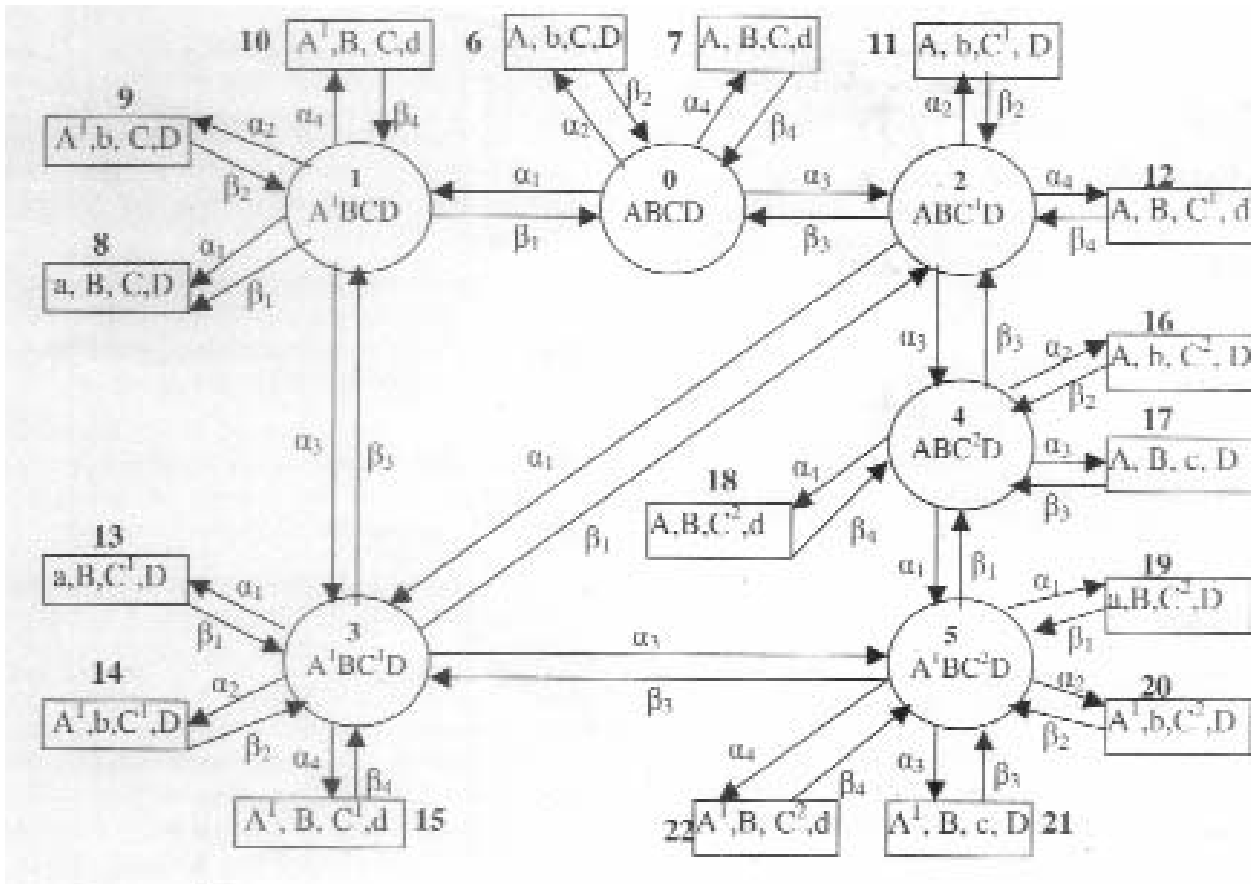 10 A¹, B, C,d
6 A, b,C,D
7 A, B,C,d
11 A, b,C¹, D
α₄ β₄
α₂ β₂
α₄ β₄
α₂ β₂
9
A¹,b, C,D
α₂
β₂
1
A¹BCD
α₁
β₁
0
ABCD
α₃
β₃
2
ABC¹D
α₄
β₄
12
A, B, C¹, d
8
a, B, C,D
α₁
β₁
α₃
β₃
α₁
β₁
α₃
β₃
16
A, b, C², D
α₂
β₂
4
ABC²D
17
A, B, c, D
α₃
β₃
18
A,B,C²,d
β₄
α₁
β₁
13
a,B,C¹,D
α₁
β₁
3
A¹BC¹D
α₃
β₃
5
A¹BC²D
19
a,B,C²,D
α₁
β₁
14
A¹,b,C¹,D
α₂
β₂
20
A¹,b,C²,D
α₂
β₂
α₄
β₄
α₄
β₄
α₃
β₃
A¹, B, C¹,d 15
22 A¹,B, C²,d
A¹, B, c, D 21